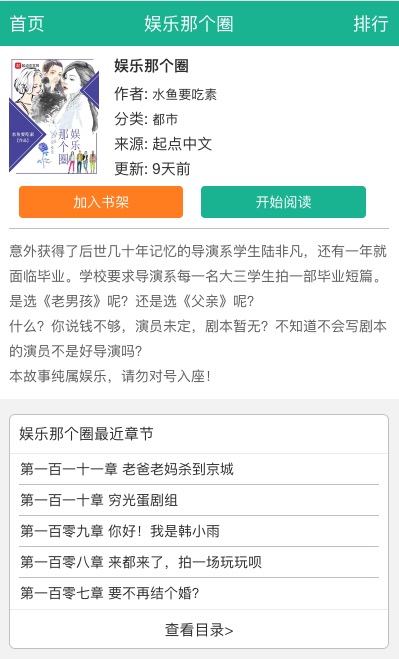 首页 娱乐那个圈 排行
娱乐那个圈
作者: 水鱼要吃素
分类: 都市
来源: 起点中文
更新: 9天前
水鱼要吃素
娱乐
那个圈
加入书架 开始阅读
意外获得了后世几十年记忆的导演系学生陆非凡，还有一年就
面临毕业。学校要求导演系每一名大三学生拍一部毕业短篇。
是选《老男孩》呢？还是选《父亲》呢?
什么？你说钱不够，演员未定，剧本暂无？不知道不会写剧本
的演员不是好导演吗?
本故事纯属娱乐，请勿对号入座!
娱乐那个圈最近章节
第一百一十一章 老爸老妈杀到京城
第一百一十章 穷光蛋剧组
第一百零九章 你好！我是韩小雨
第一百零八章 来都来了，拍一场玩玩呗
第一百零七章 要不再结个婚?
查看目录>